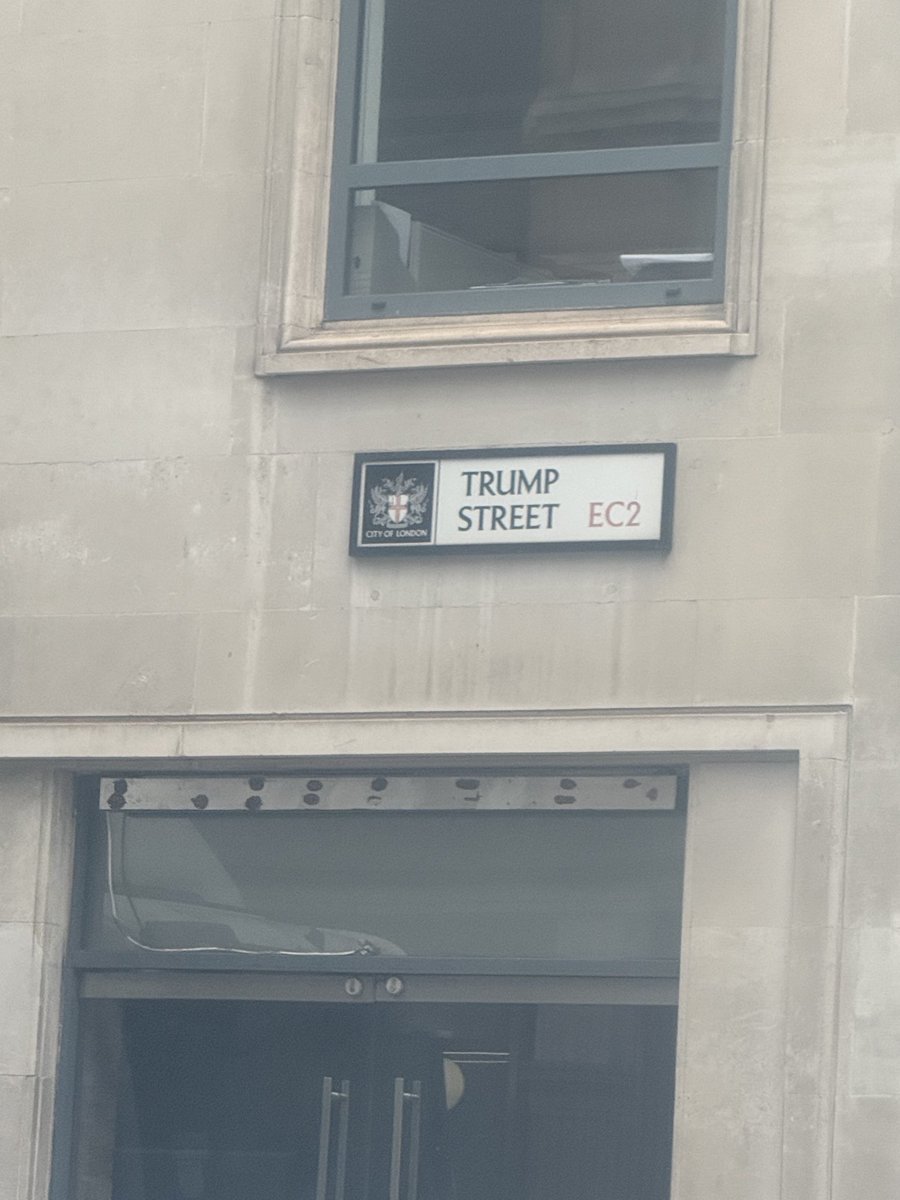 TRUMP
STREET EC2
CITY OF LONDON